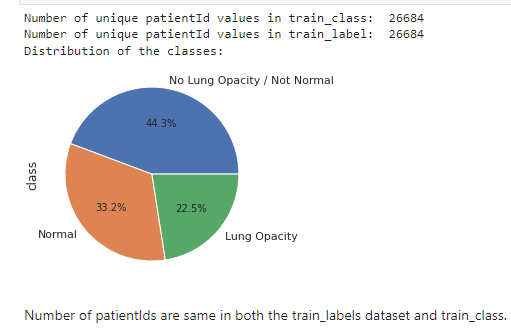 Number of unique patientId values in train_class:  26684
Number of unique patientId values in train_label:  26684
Distribution of the classes:
No Lung Opacity / Not Normal
44.3%
class
33.2%
22.5%
Normal
Lung Opacity
Number of patientIds are same in both the train_labels dataset and train_class.